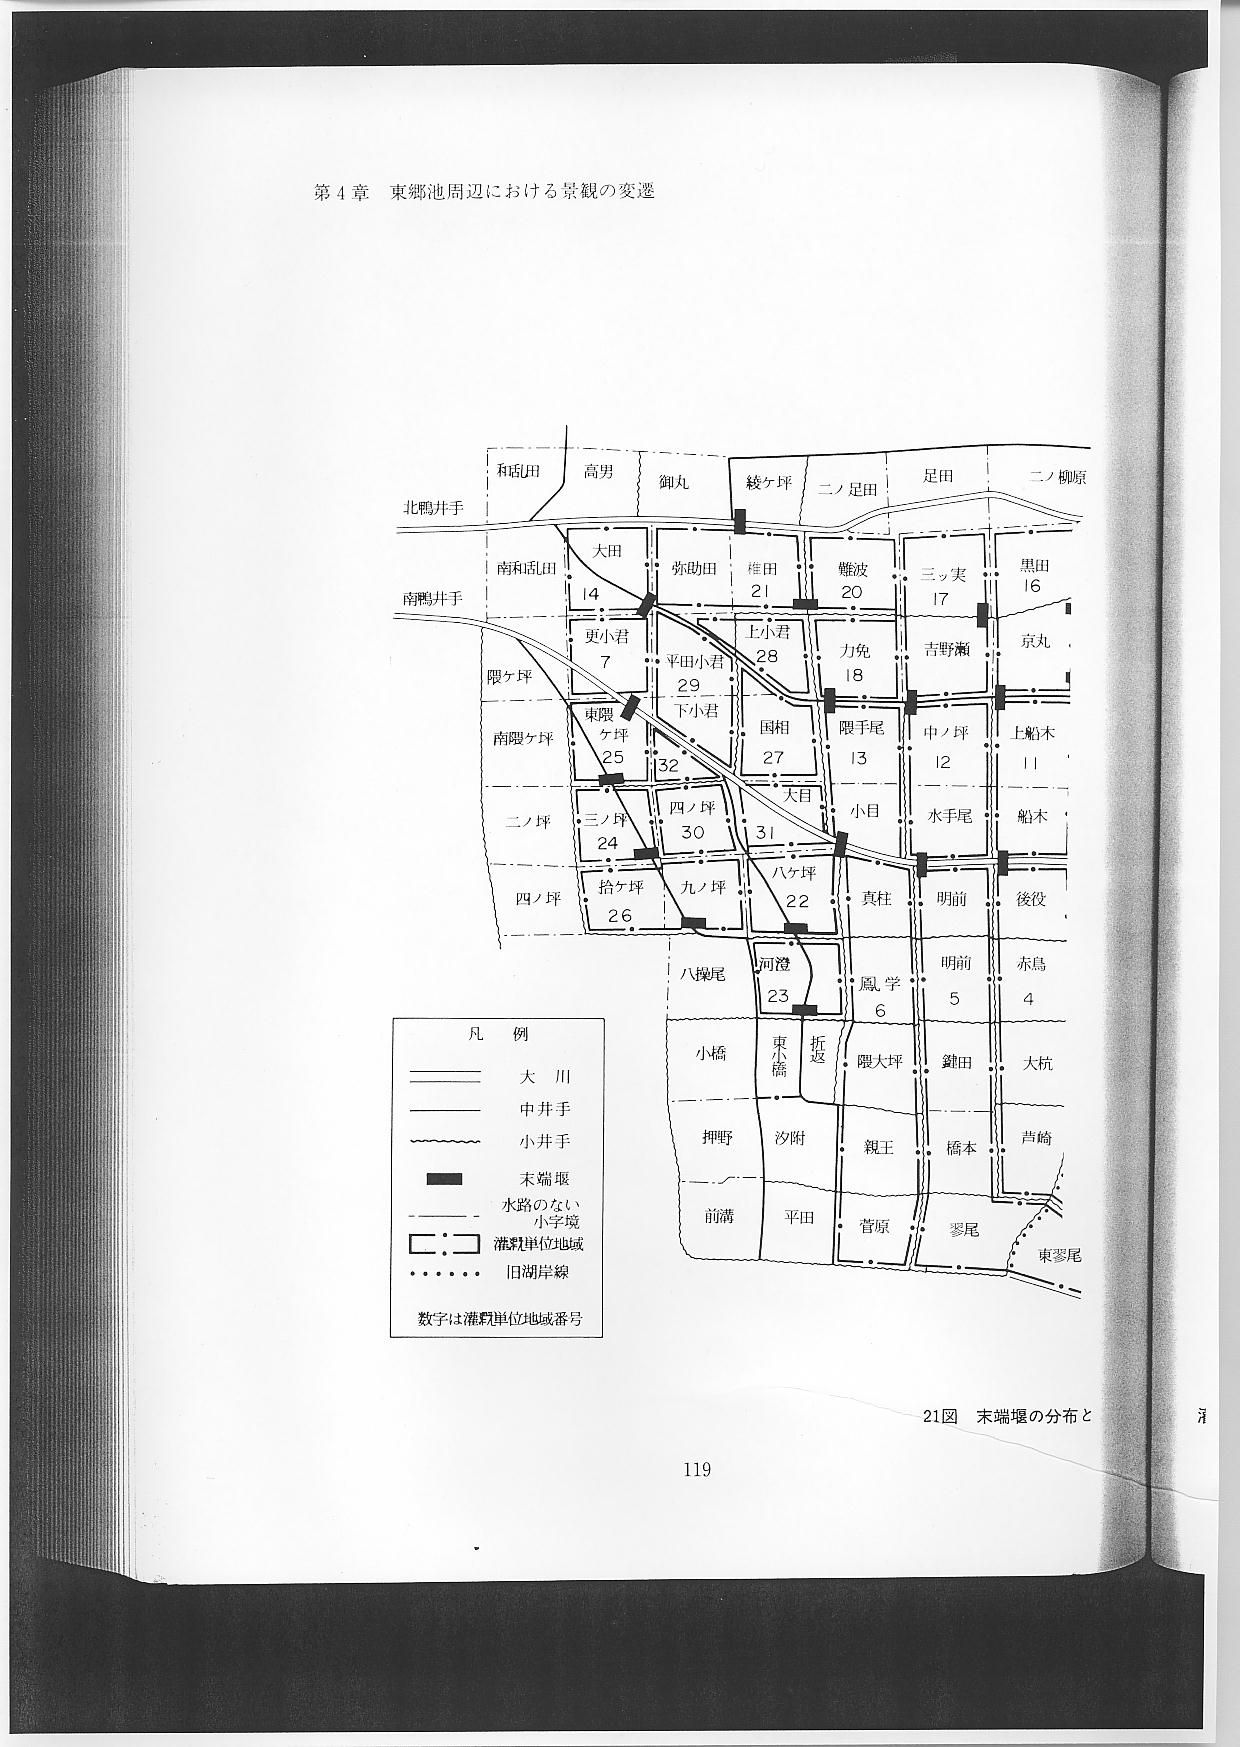 第4章　東郷池周辺における景観の変遷
和乱田　高男　御丸　綾ケ坪　二ノ足田　足田　二ノ柳原
北鴨井手
南和乱田　大田　弥助田　椎田　難波　三ッ実　黒田
14　21　20　17　16
南鴨井手
更小君　平田小君　上小君　力免　吉野瀬　京丸
7　29　28　18
隈ケ坪
南隈ケ坪　東隈ケ坪　下小君　国相　隈手尾　中ノ坪　上船木
25　32　27　13　12　11
二ノ坪　三ノ坪　四ノ坪　大目　小目　水手尾　船木
24　30　31
四ノ坪　拾ケ坪　九ノ坪　八ケ坪　真柱　明前　後役
26　22
八操尾　河澄　鳳学　明前　赤鳥
23　6　5　4
小橋　東小橋　折返　隈大坪　鍵田　大杭
押野　汐附　親王　橋本　芦崎
前溝　平田　菅原　翏尾　東翏尾
凡　例
大　川
中井手
小井手
末端堰
水路のない
小字境
灌漑単位地域
旧湖岸線
数字は灌漑単位地域番号
21図　末端堰の分布と
119